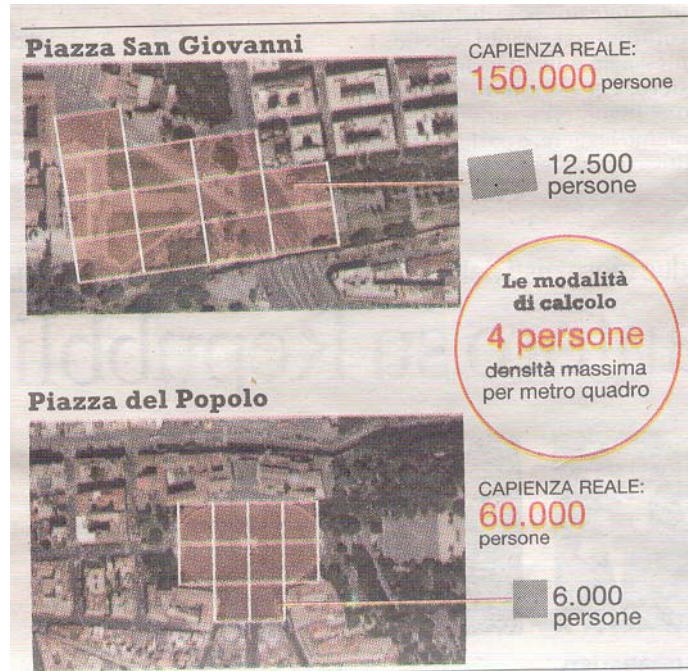 Piazza San Giovanni
CAPIENZA REALE:
150.000 persone
12.500
persone
Le modalità
di calcolo
4 persone
densità massima
per metro quadro
Piazza del Popolo
CAPIENZA REALE:
60.000
persone
6.000
persone